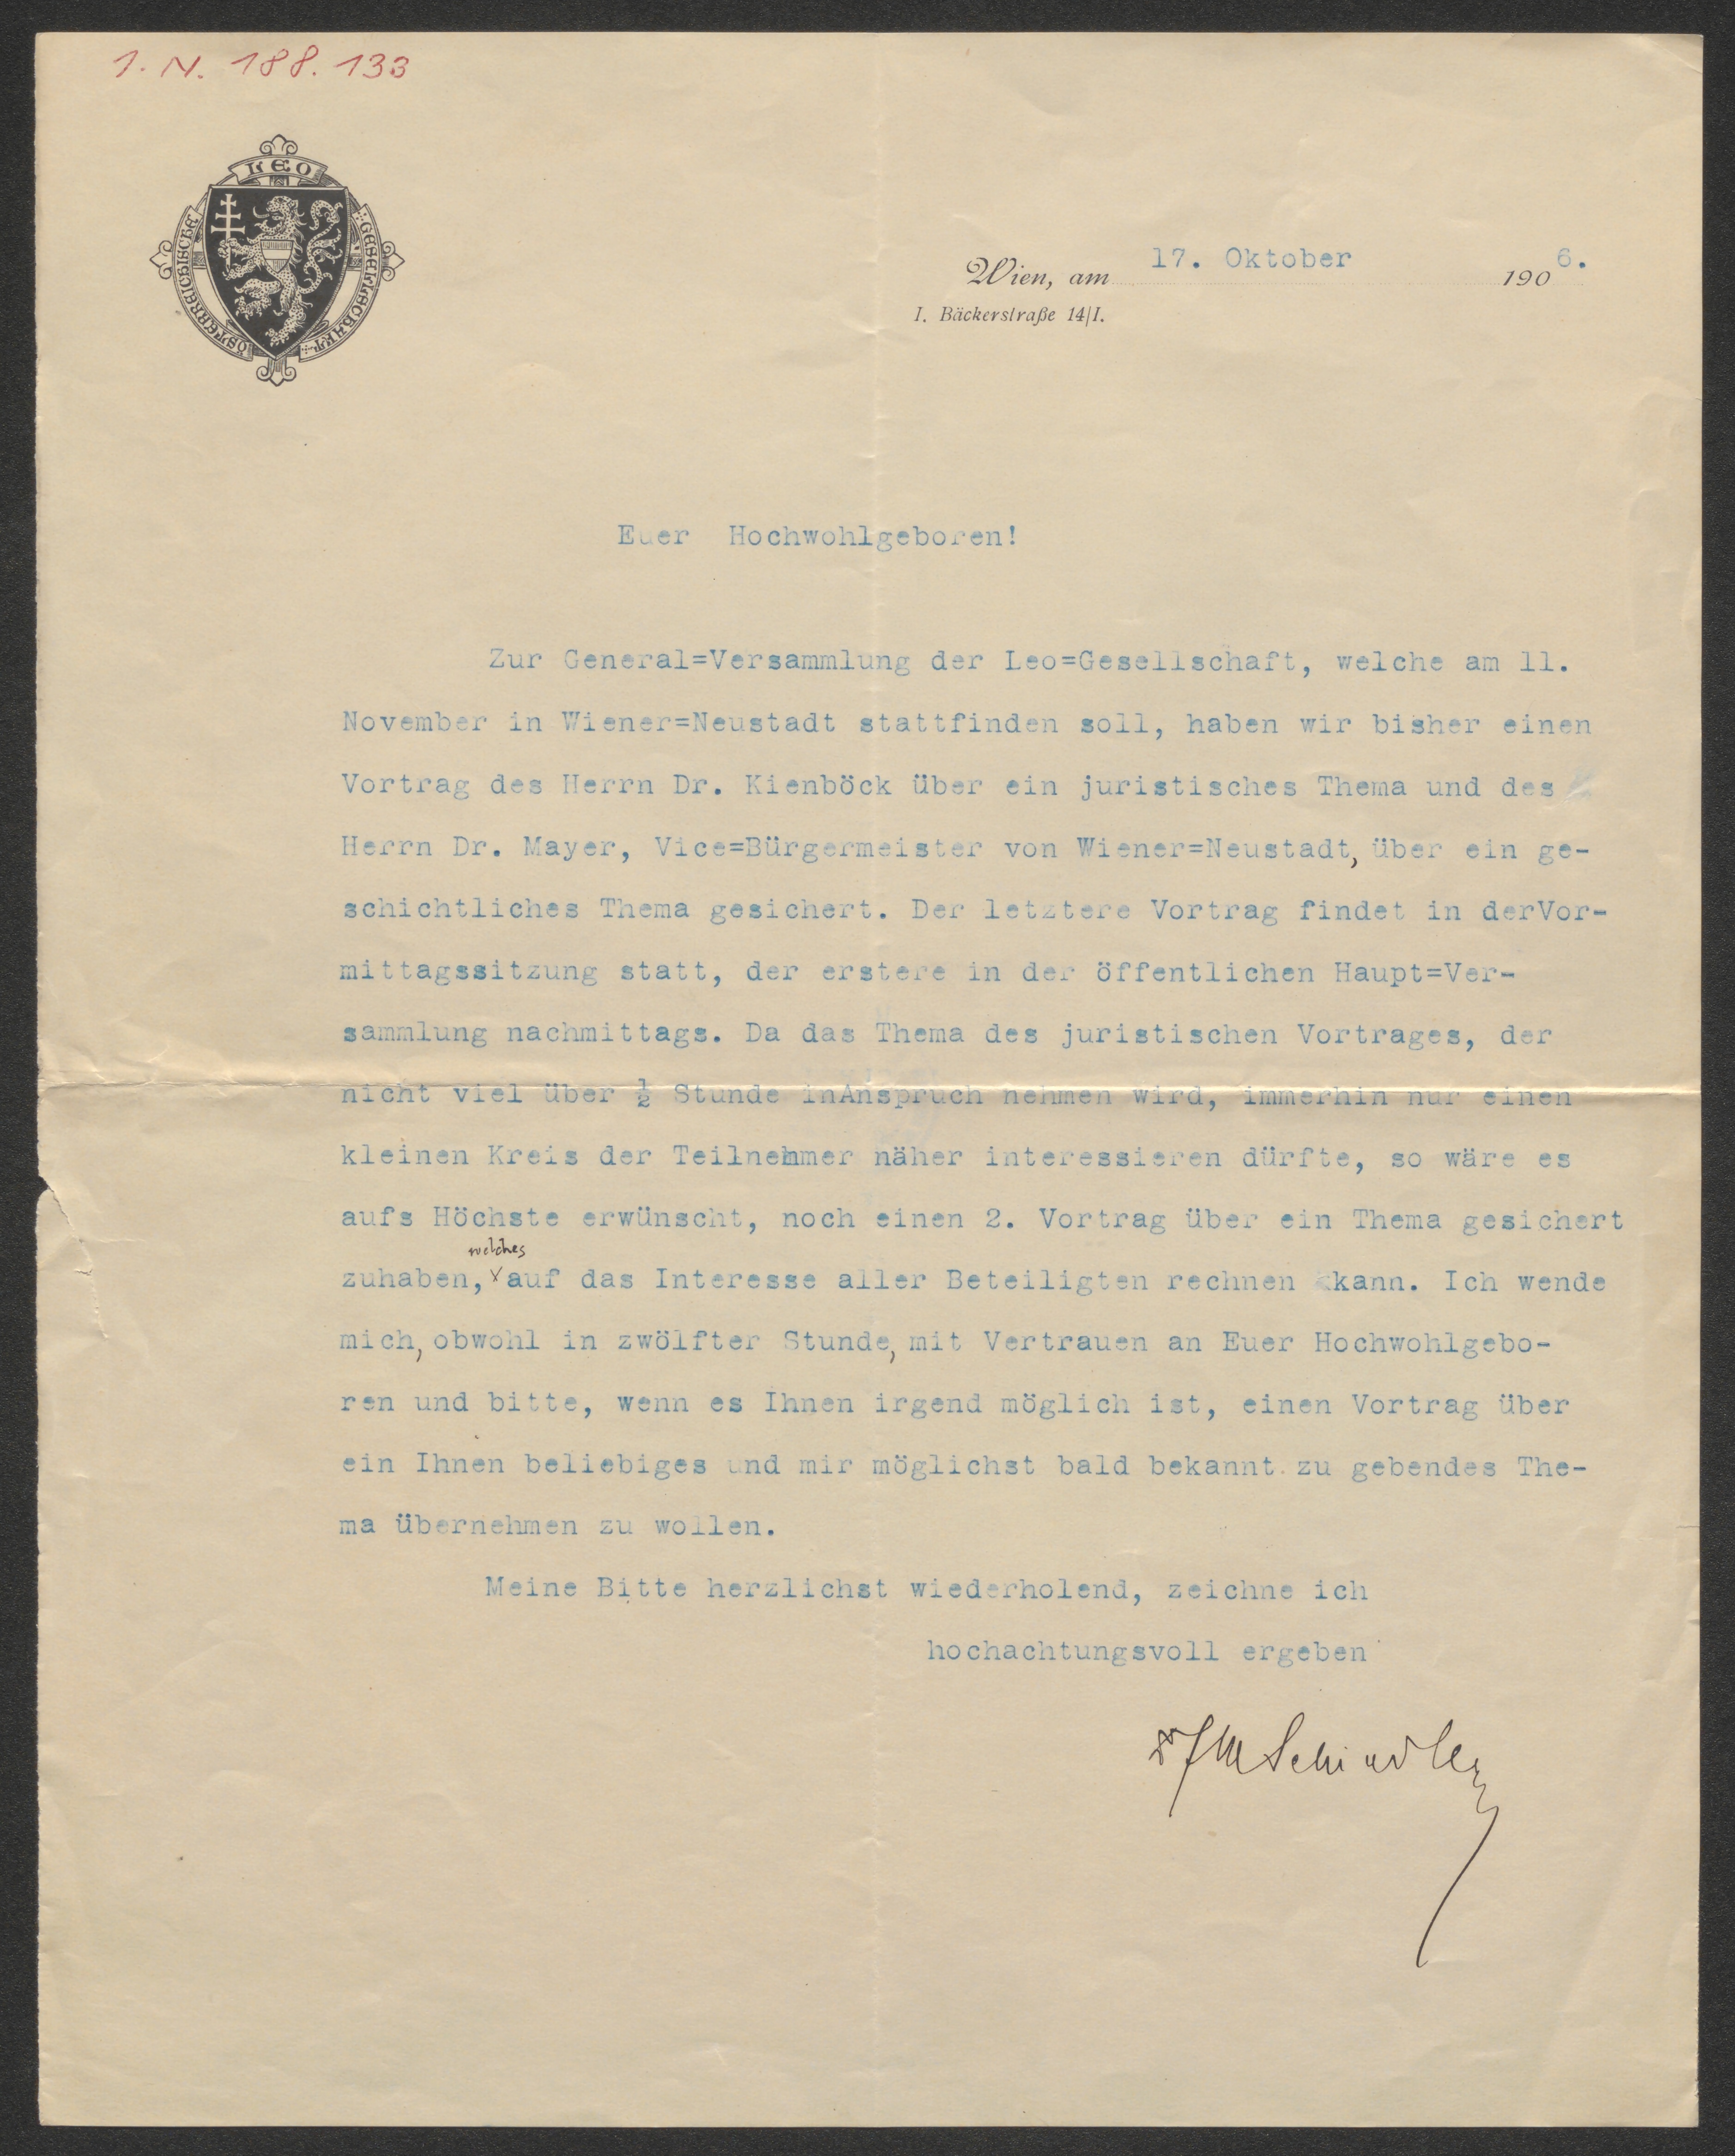 I. N. 188.133
LEO
ÖSTERREICHISCHE
GESELLSCHAFT
Wien, am 17. Oktober 1906.
I. Bäckerstraße 14/I.
Euer Hochwohlgeboren!
Zur General=Versammlung der Leo=Gesellschaft, welche am 11.
November in Wiener=Neustadt stattfinden soll, haben wir bisher einen
Vortrag des Herrn Dr. Kienböck über ein juristisches Thema und des
Herrn Dr. Mayer, Vice=Bürgermeister von Wiener=Neustadt, über ein ge-
schichtliches Thema gesichert. Der letztere Vortrag findet in derVor-
mittagssitzung statt, der erstere in der öffentlichen Haupt=Ver-
sammlung nachmittags. Da das Thema des juristischen Vortrages, der
nicht viel über ½ Stunde inAnspruch nehmen wird, immerhin nur einen
kleinen Kreis der Teilnehmer näher interessieren dürfte, so wäre es
aufs Höchste erwünscht, noch einen 2. Vortrag über ein Thema gesichert
welches
zuhaben, auf das Interesse aller Beteiligten rechnen kann. Ich wende
mich, obwohl in zwölfter Stunde, mit Vertrauen an Euer Hochwohlgebo-
ren und bitte, wenn es Ihnen irgend möglich ist, einen Vortrag über
ein Ihnen beliebiges und mir möglichst bald bekannt zu gebendes The-
ma übernehmen zu wollen.
Meine Bitte herzlichst wiederholend, zeichne ich
hochachtungsvoll ergeben
Dr FM Schindler